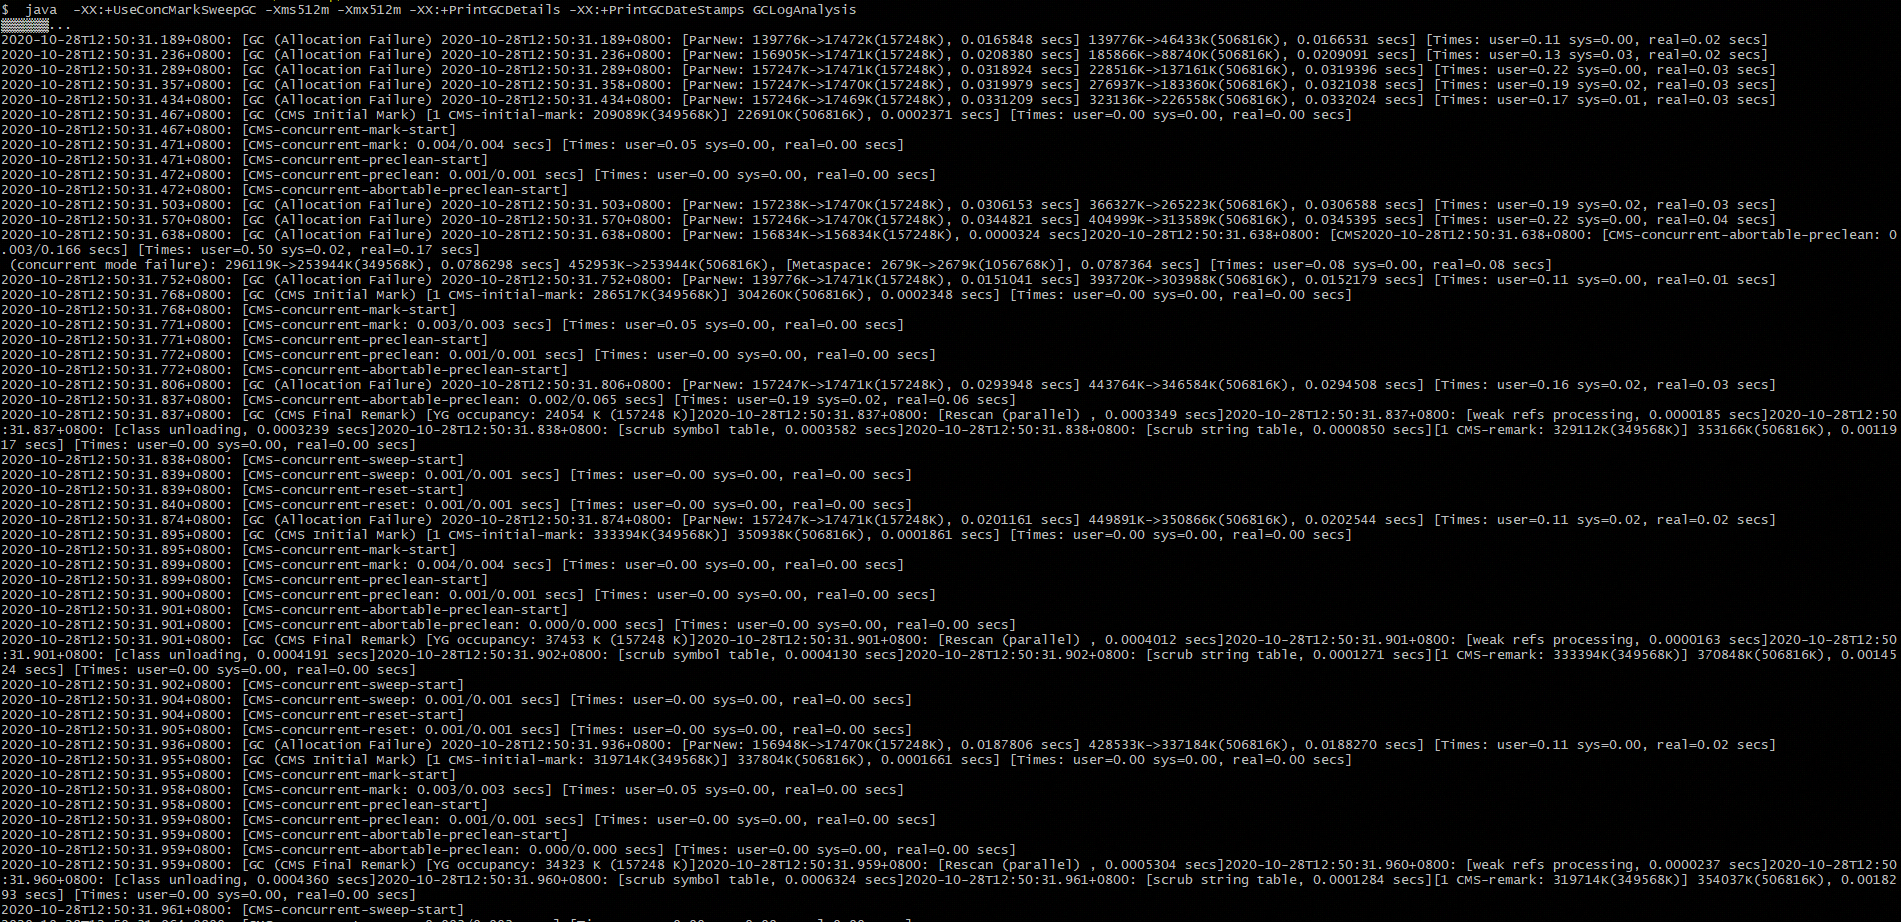 $  java  -XX:+UseConcMarkSweepGC -Xms512m -Xmx512m -XX:+PrintGCDetails -XX:+PrintGCDateStamps GCLogAnalysis
▒▒▒▒▒▒...
2020-10-28T12:50:31.189+0800: [GC (Allocation Failure) 2020-10-28T12:50:31.189+0800: [ParNew: 139776K->17472K(157248K), 0.0165848 secs] 139776K->46433K(506816K), 0.0166531 secs] [Times: user=0.11 sys=0.00, real=0.02 secs]
2020-10-28T12:50:31.236+0800: [GC (Allocation Failure) 2020-10-28T12:50:31.236+0800: [ParNew: 156905K->17471K(157248K), 0.0208380 secs] 185866K->88740K(506816K), 0.0209091 secs] [Times: user=0.13 sys=0.03, real=0.02 secs]
2020-10-28T12:50:31.289+0800: [GC (Allocation Failure) 2020-10-28T12:50:31.289+0800: [ParNew: 157247K->17471K(157248K), 0.0318924 secs] 228516K->137161K(506816K), 0.0319396 secs] [Times: user=0.22 sys=0.00, real=0.03 secs]
2020-10-28T12:50:31.357+0800: [GC (Allocation Failure) 2020-10-28T12:50:31.358+0800: [ParNew: 157247K->17470K(157248K), 0.0319979 secs] 276937K->183360K(506816K), 0.0321038 secs] [Times: user=0.19 sys=0.02, real=0.03 secs]
2020-10-28T12:50:31.434+0800: [GC (Allocation Failure) 2020-10-28T12:50:31.434+0800: [ParNew: 157246K->17469K(157248K), 0.0331209 secs] 323136K->226558K(506816K), 0.0332024 secs] [Times: user=0.17 sys=0.01, real=0.03 secs]
2020-10-28T12:50:31.467+0800: [GC (CMS Initial Mark) [1 CMS-initial-mark: 209089K(349568K)] 226910K(506816K), 0.0002371 secs] [Times: user=0.00 sys=0.00, real=0.00 secs]
2020-10-28T12:50:31.467+0800: [CMS-concurrent-mark-start]
2020-10-28T12:50:31.471+0800: [CMS-concurrent-mark: 0.004/0.004 secs] [Times: user=0.05 sys=0.00, real=0.00 secs]
2020-10-28T12:50:31.471+0800: [CMS-concurrent-preclean-start]
2020-10-28T12:50:31.472+0800: [CMS-concurrent-preclean: 0.001/0.001 secs] [Times: user=0.00 sys=0.00, real=0.00 secs]
2020-10-28T12:50:31.472+0800: [CMS-concurrent-abortable-preclean-start]
2020-10-28T12:50:31.503+0800: [GC (Allocation Failure) 2020-10-28T12:50:31.503+0800: [ParNew: 157238K->17470K(157248K), 0.0306153 secs] 366327K->265223K(506816K), 0.0306588 secs] [Times: user=0.19 sys=0.02, real=0.03 secs]
2020-10-28T12:50:31.570+0800: [GC (Allocation Failure) 2020-10-28T12:50:31.570+0800: [ParNew: 157246K->17470K(157248K), 0.0344821 secs] 404999K->313589K(506816K), 0.0345395 secs] [Times: user=0.22 sys=0.00, real=0.04 secs]
2020-10-28T12:50:31.638+0800: [GC (Allocation Failure) 2020-10-28T12:50:31.638+0800: [ParNew: 156834K->156834K(157248K), 0.0000324 secs]2020-10-28T12:50:31.638+0800: [CMS2020-10-28T12:50:31.638+0800: [CMS-concurrent-abortable-preclean: 0
.003/0.166 secs] [Times: user=0.50 sys=0.02, real=0.17 secs]
 (concurrent mode failure): 296119K->253944K(349568K), 0.0786298 secs] 452953K->253944K(506816K), [Metaspace: 2679K->2679K(1056768K)], 0.0787364 secs] [Times: user=0.08 sys=0.00, real=0.08 secs]
2020-10-28T12:50:31.752+0800: [GC (Allocation Failure) 2020-10-28T12:50:31.752+0800: [ParNew: 139776K->17471K(157248K), 0.0151041 secs] 393720K->303988K(506816K), 0.0152179 secs] [Times: user=0.11 sys=0.00, real=0.01 secs]
2020-10-28T12:50:31.768+0800: [GC (CMS Initial Mark) [1 CMS-initial-mark: 286517K(349568K)] 304260K(506816K), 0.0002348 secs] [Times: user=0.00 sys=0.00, real=0.00 secs]
2020-10-28T12:50:31.768+0800: [CMS-concurrent-mark-start]
2020-10-28T12:50:31.771+0800: [CMS-concurrent-mark: 0.003/0.003 secs] [Times: user=0.05 sys=0.00, real=0.00 secs]
2020-10-28T12:50:31.771+0800: [CMS-concurrent-preclean-start]
2020-10-28T12:50:31.772+0800: [CMS-concurrent-preclean: 0.001/0.001 secs] [Times: user=0.00 sys=0.00, real=0.00 secs]
2020-10-28T12:50:31.772+0800: [CMS-concurrent-abortable-preclean-start]
2020-10-28T12:50:31.806+0800: [GC (Allocation Failure) 2020-10-28T12:50:31.806+0800: [ParNew: 157247K->17471K(157248K), 0.0293948 secs] 443764K->346584K(506816K), 0.0294508 secs] [Times: user=0.16 sys=0.02, real=0.03 secs]
2020-10-28T12:50:31.837+0800: [CMS-concurrent-abortable-preclean: 0.002/0.065 secs] [Times: user=0.19 sys=0.02, real=0.06 secs]
2020-10-28T12:50:31.837+0800: [GC (CMS Final Remark) [YG occupancy: 24054 K (157248 K)]2020-10-28T12:50:31.837+0800: [Rescan (parallel) , 0.0003349 secs]2020-10-28T12:50:31.837+0800: [weak refs processing, 0.0000185 secs]2020-10-28T12:50
:31.837+0800: [class unloading, 0.0003239 secs]2020-10-28T12:50:31.838+0800: [scrub symbol table, 0.0003582 secs]2020-10-28T12:50:31.838+0800: [scrub string table, 0.0000850 secs][1 CMS-remark: 329112K(349568K)] 353166K(506816K), 0.00119
17 secs] [Times: user=0.00 sys=0.00, real=0.00 secs]
2020-10-28T12:50:31.838+0800: [CMS-concurrent-sweep-start]
2020-10-28T12:50:31.839+0800: [CMS-concurrent-sweep: 0.001/0.001 secs] [Times: user=0.00 sys=0.00, real=0.00 secs]
2020-10-28T12:50:31.839+0800: [CMS-concurrent-reset-start]
2020-10-28T12:50:31.840+0800: [CMS-concurrent-reset: 0.001/0.001 secs] [Times: user=0.00 sys=0.00, real=0.00 secs]
2020-10-28T12:50:31.874+0800: [GC (Allocation Failure) 2020-10-28T12:50:31.874+0800: [ParNew: 157247K->17471K(157248K), 0.0201161 secs] 449891K->350866K(506816K), 0.0202544 secs] [Times: user=0.11 sys=0.02, real=0.02 secs]
2020-10-28T12:50:31.895+0800: [GC (CMS Initial Mark) [1 CMS-initial-mark: 333394K(349568K)] 350938K(506816K), 0.0001861 secs] [Times: user=0.00 sys=0.00, real=0.00 secs]
2020-10-28T12:50:31.895+0800: [CMS-concurrent-mark-start]
2020-10-28T12:50:31.899+0800: [CMS-concurrent-mark: 0.004/0.004 secs] [Times: user=0.00 sys=0.00, real=0.00 secs]
2020-10-28T12:50:31.899+0800: [CMS-concurrent-preclean-start]
2020-10-28T12:50:31.900+0800: [CMS-concurrent-preclean: 0.001/0.001 secs] [Times: user=0.00 sys=0.00, real=0.00 secs]
2020-10-28T12:50:31.901+0800: [CMS-concurrent-abortable-preclean-start]
2020-10-28T12:50:31.901+0800: [CMS-concurrent-abortable-preclean: 0.000/0.000 secs] [Times: user=0.00 sys=0.00, real=0.00 secs]
2020-10-28T12:50:31.901+0800: [GC (CMS Final Remark) [YG occupancy: 37453 K (157248 K)]2020-10-28T12:50:31.901+0800: [Rescan (parallel) , 0.0004012 secs]2020-10-28T12:50:31.901+0800: [weak refs processing, 0.0000163 secs]2020-10-28T12:50
:31.901+0800: [class unloading, 0.0004191 secs]2020-10-28T12:50:31.902+0800: [scrub symbol table, 0.0004130 secs]2020-10-28T12:50:31.902+0800: [scrub string table, 0.0001271 secs][1 CMS-remark: 333394K(349568K)] 370848K(506816K), 0.00145
24 secs] [Times: user=0.00 sys=0.00, real=0.00 secs]
2020-10-28T12:50:31.902+0800: [CMS-concurrent-sweep-start]
2020-10-28T12:50:31.904+0800: [CMS-concurrent-sweep: 0.001/0.001 secs] [Times: user=0.00 sys=0.00, real=0.00 secs]
2020-10-28T12:50:31.904+0800: [CMS-concurrent-reset-start]
2020-10-28T12:50:31.905+0800: [CMS-concurrent-reset: 0.001/0.001 secs] [Times: user=0.00 sys=0.00, real=0.00 secs]
2020-10-28T12:50:31.936+0800: [GC (Allocation Failure) 2020-10-28T12:50:31.936+0800: [ParNew: 156948K->17470K(157248K), 0.0187806 secs] 428533K->337184K(506816K), 0.0188270 secs] [Times: user=0.11 sys=0.00, real=0.02 secs]
2020-10-28T12:50:31.955+0800: [GC (CMS Initial Mark) [1 CMS-initial-mark: 319714K(349568K)] 337804K(506816K), 0.0001661 secs] [Times: user=0.00 sys=0.00, real=0.00 secs]
2020-10-28T12:50:31.955+0800: [CMS-concurrent-mark-start]
2020-10-28T12:50:31.958+0800: [CMS-concurrent-mark: 0.003/0.003 secs] [Times: user=0.05 sys=0.00, real=0.00 secs]
2020-10-28T12:50:31.958+0800: [CMS-concurrent-preclean-start]
2020-10-28T12:50:31.959+0800: [CMS-concurrent-preclean: 0.001/0.001 secs] [Times: user=0.00 sys=0.00, real=0.00 secs]
2020-10-28T12:50:31.959+0800: [CMS-concurrent-abortable-preclean-start]
2020-10-28T12:50:31.959+0800: [CMS-concurrent-abortable-preclean: 0.000/0.000 secs] [Times: user=0.00 sys=0.00, real=0.00 secs]
2020-10-28T12:50:31.959+0800: [GC (CMS Final Remark) [YG occupancy: 34323 K (157248 K)]2020-10-28T12:50:31.959+0800: [Rescan (parallel) , 0.0005304 secs]2020-10-28T12:50:31.960+0800: [weak refs processing, 0.0000237 secs]2020-10-28T12:50
:31.960+0800: [class unloading, 0.0004360 secs]2020-10-28T12:50:31.960+0800: [scrub symbol table, 0.0006324 secs]2020-10-28T12:50:31.961+0800: [scrub string table, 0.0001284 secs][1 CMS-remark: 319714K(349568K)] 354037K(506816K), 0.00182
93 secs] [Times: user=0.00 sys=0.00, real=0.00 secs]
2020-10-28T12:50:31.961+0800: [CMS-concurrent-sweep-start]